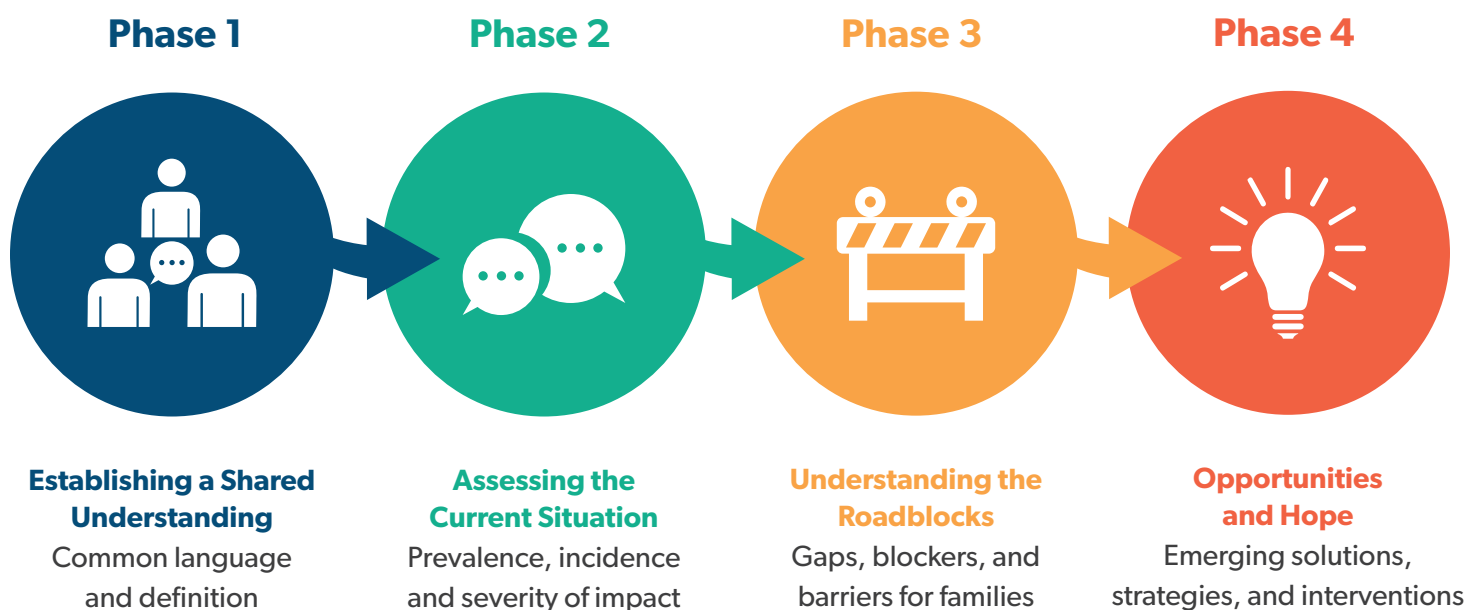 Phase 1
Phase 2
Phase 3
Phase 4
Establishing a Shared
Understanding
Common language
and definition
Assessing the
Current Situation
Prevalence, incidence
and severity of impact
Understanding the
Roadblocks
Gaps, blockers, and
barriers for families
Opportunities
and Hope
Emerging solutions,
strategies, and interventions